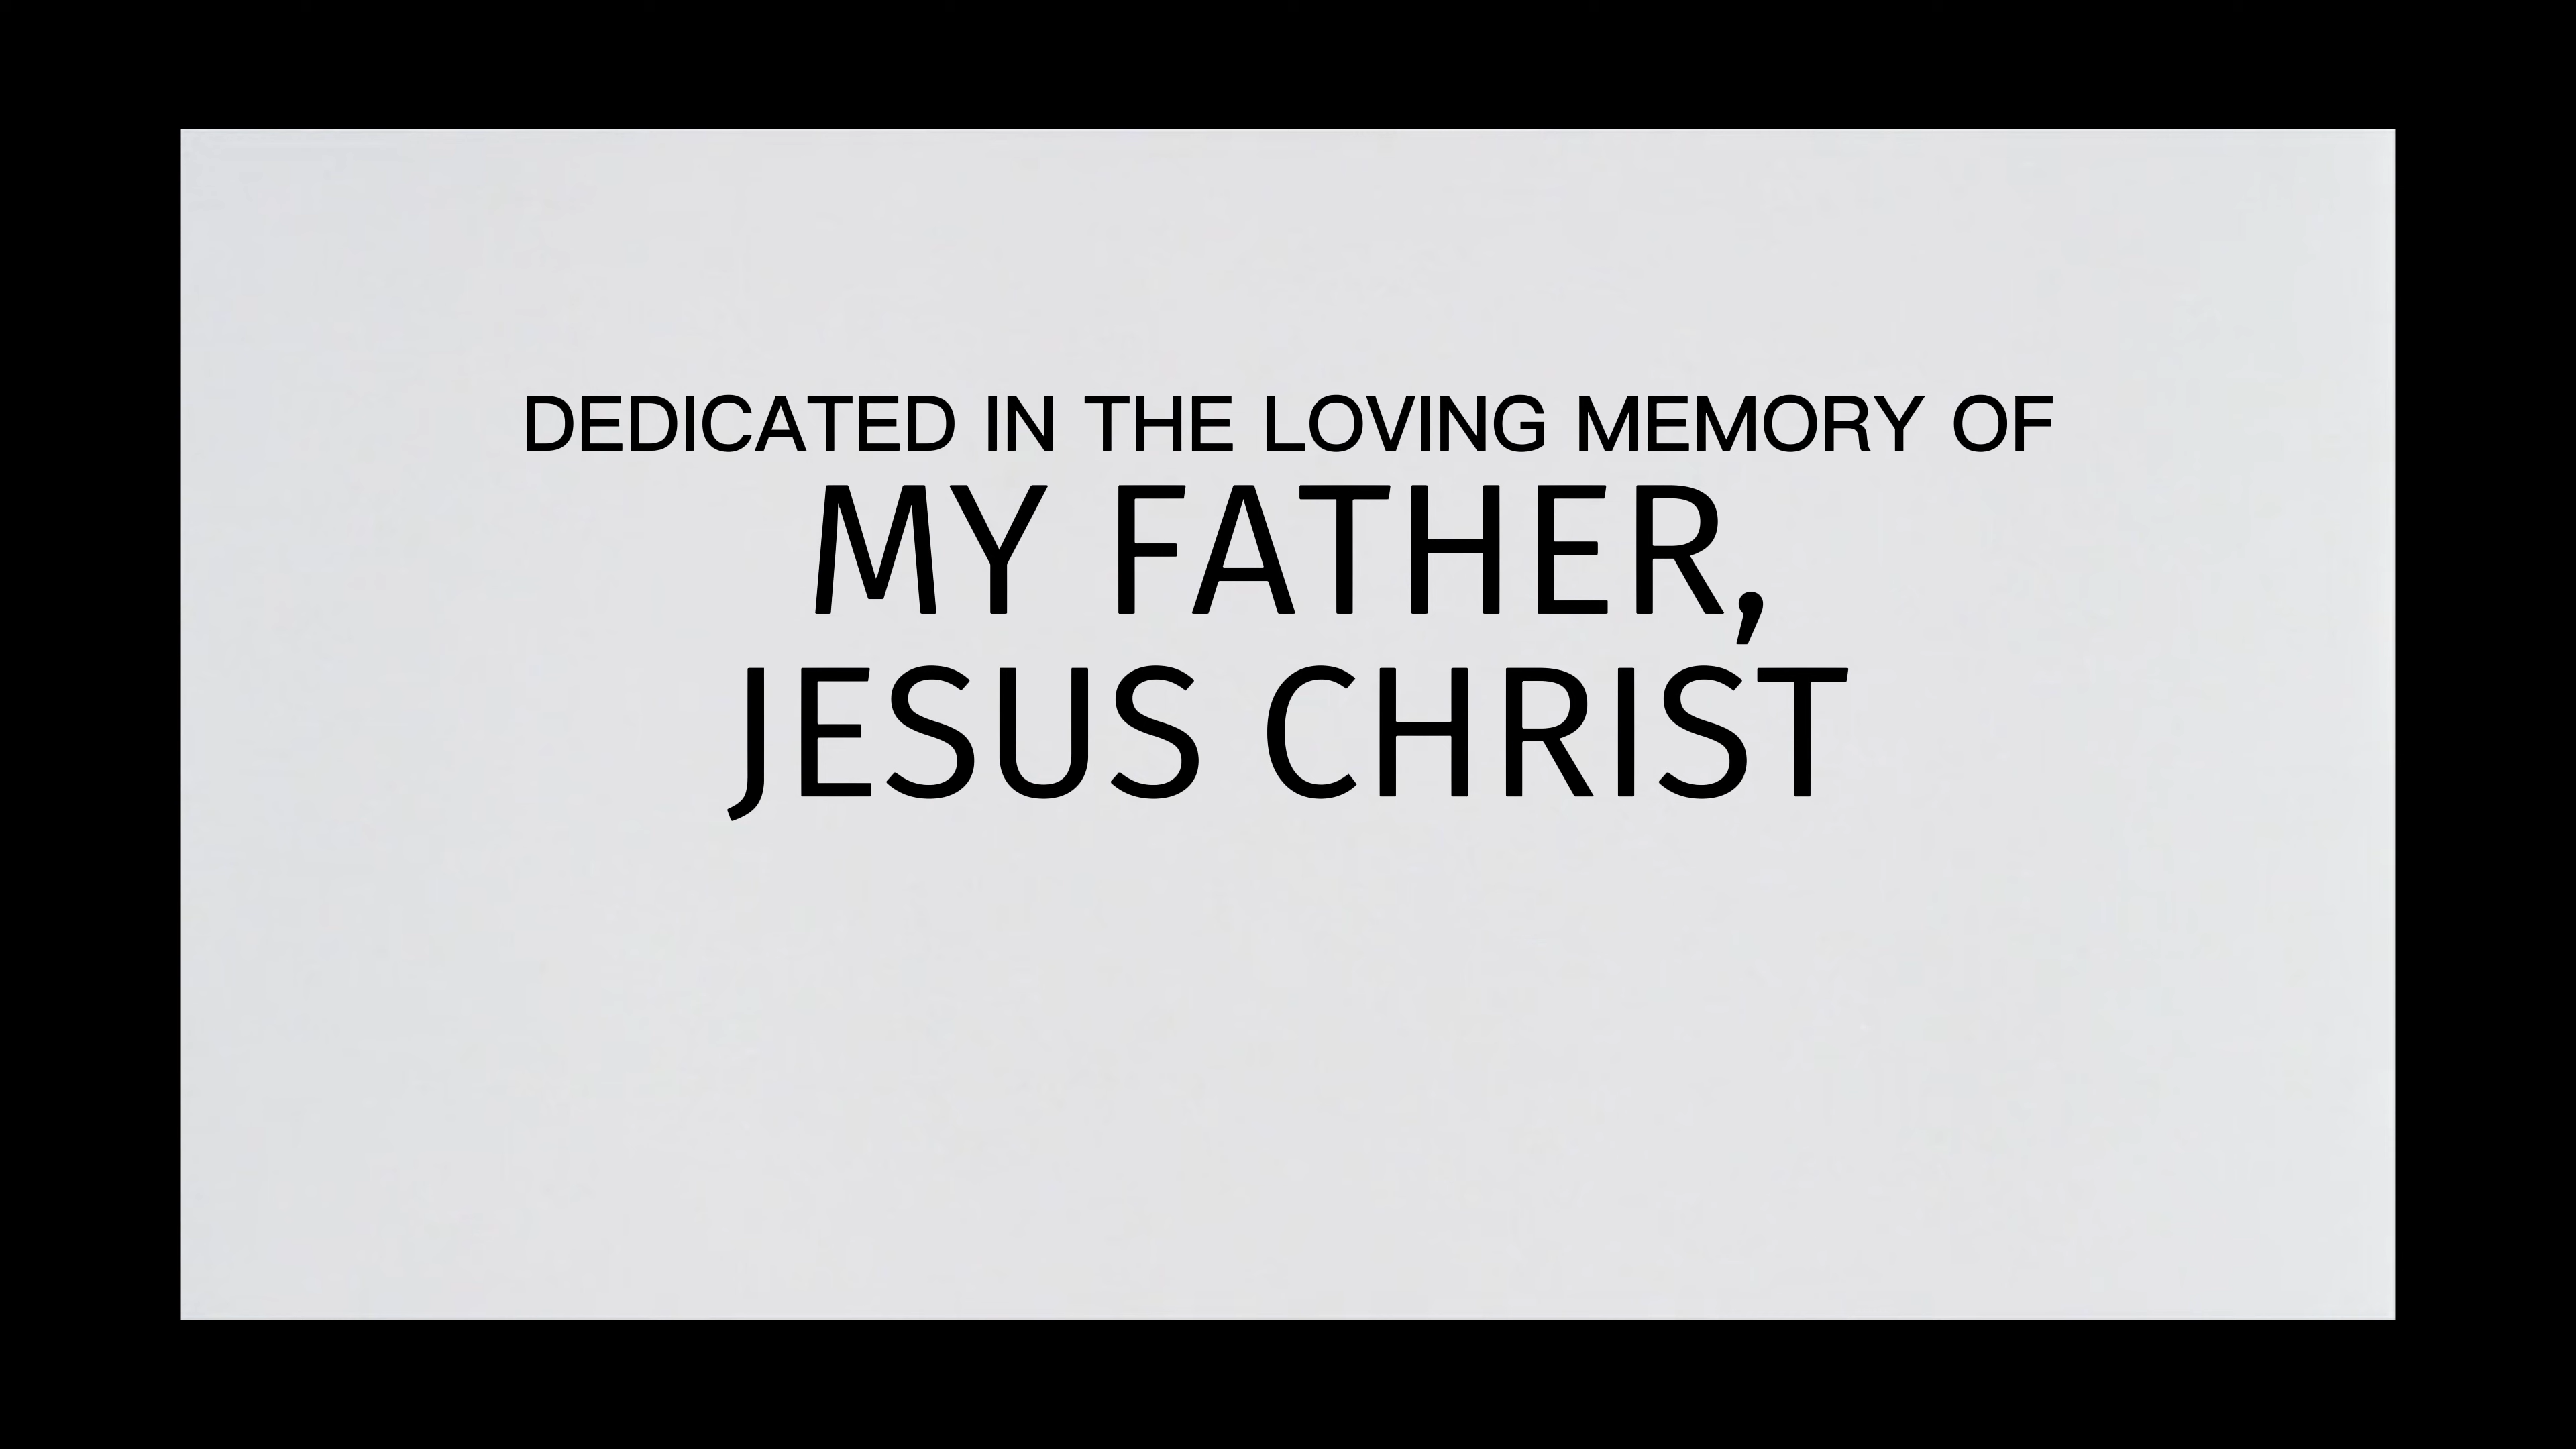 DEDICATED IN THE LOVING MEMORY OF
MY FATHER,
JESUS CHRIST